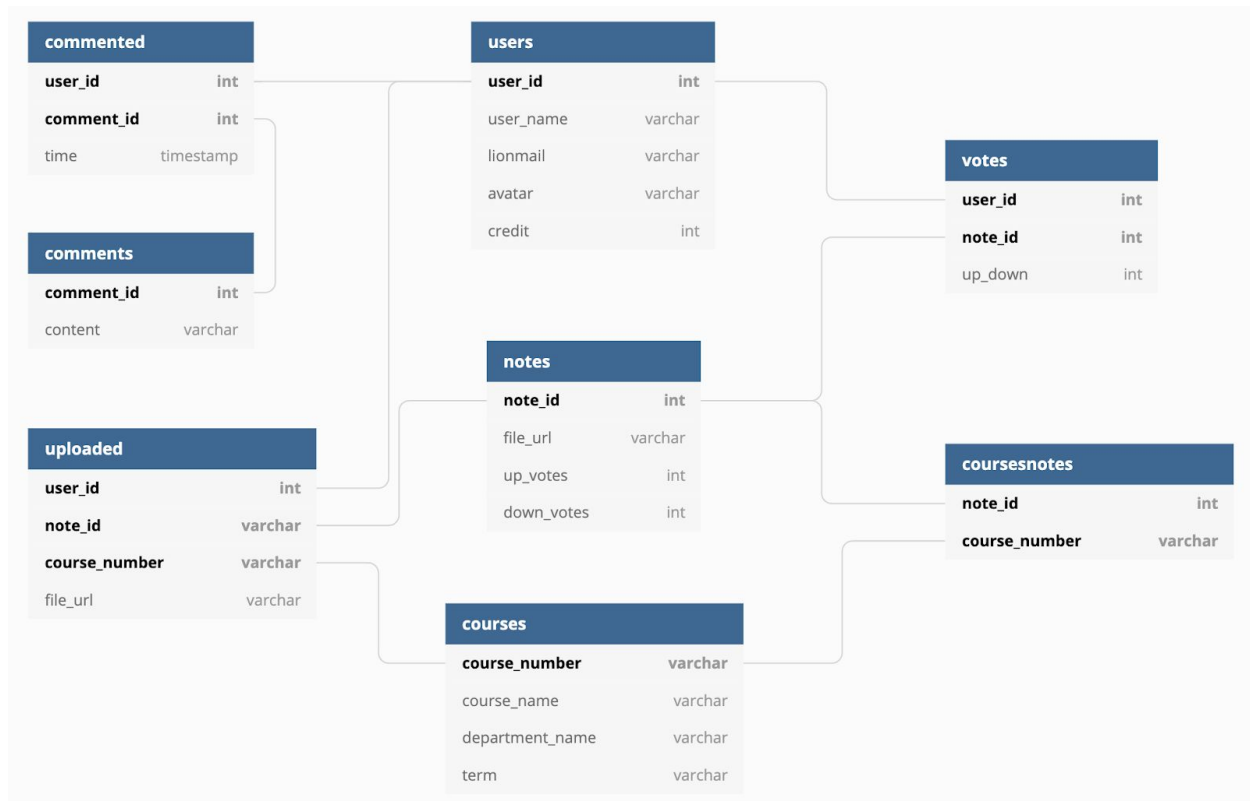 commented
user_id int
comment_id int
time timestamp
comments
comment_id int
content varchar
uploaded
user_id int
note_id varchar
course_number varchar
file_url varchar
users
user_id int
user_name varchar
lionmail varchar
avatar varchar
credit int
notes
note_id int
file_url varchar
up_votes int
down_votes int
courses
course_number varchar
course_name varchar
department_name varchar
term varchar
votes
user_id int
note_id int
up_down int
coursesnotes
note_id int
course_number varchar